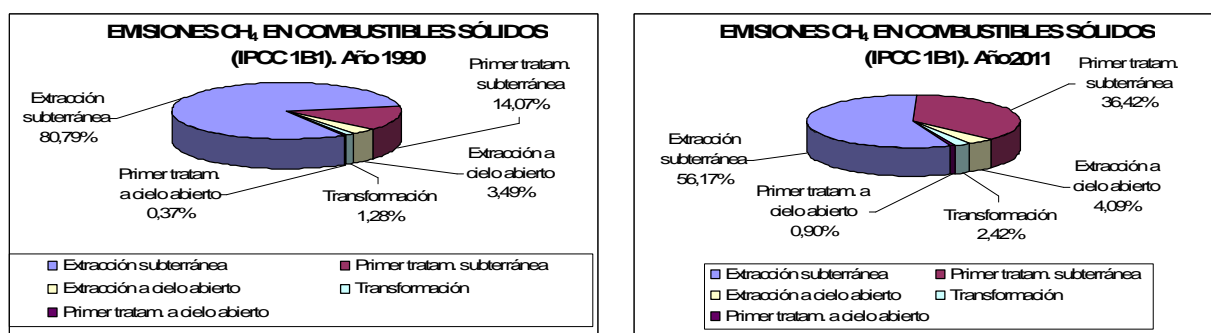 EMISIONES CH₄ EN COMBUSTIBLES SÓLIDOS
(IPCC 1B1). Año 1990
Extracción
subterránea
80,79%
Primer tratam.
subterránea
14,07%
Extracción a
cielo abierto
3,49%
Transformación
1,28%
Primer tratam.
a cielo abierto
0,37%
Extracción subterránea
Primer tratam. subterránea
Extracción a cielo abierto
Transformación
Primer tratam. a cielo abierto
EMISIONES CH₄ EN COMBUSTIBLES SÓLIDOS
(IPCC 1B1). Año 2011
Primer tratam.
subterránea
36,42%
Extracción
subterránea
56,17%
Extracción a
cielo abierto
4,09%
Primer tratam. a
cielo abierto
0,90%
Transformación
2,42%
Extracción subterránea
Primer tratam. subterránea
Extracción a cielo abierto
Transformación
Primer tratam. a cielo abierto